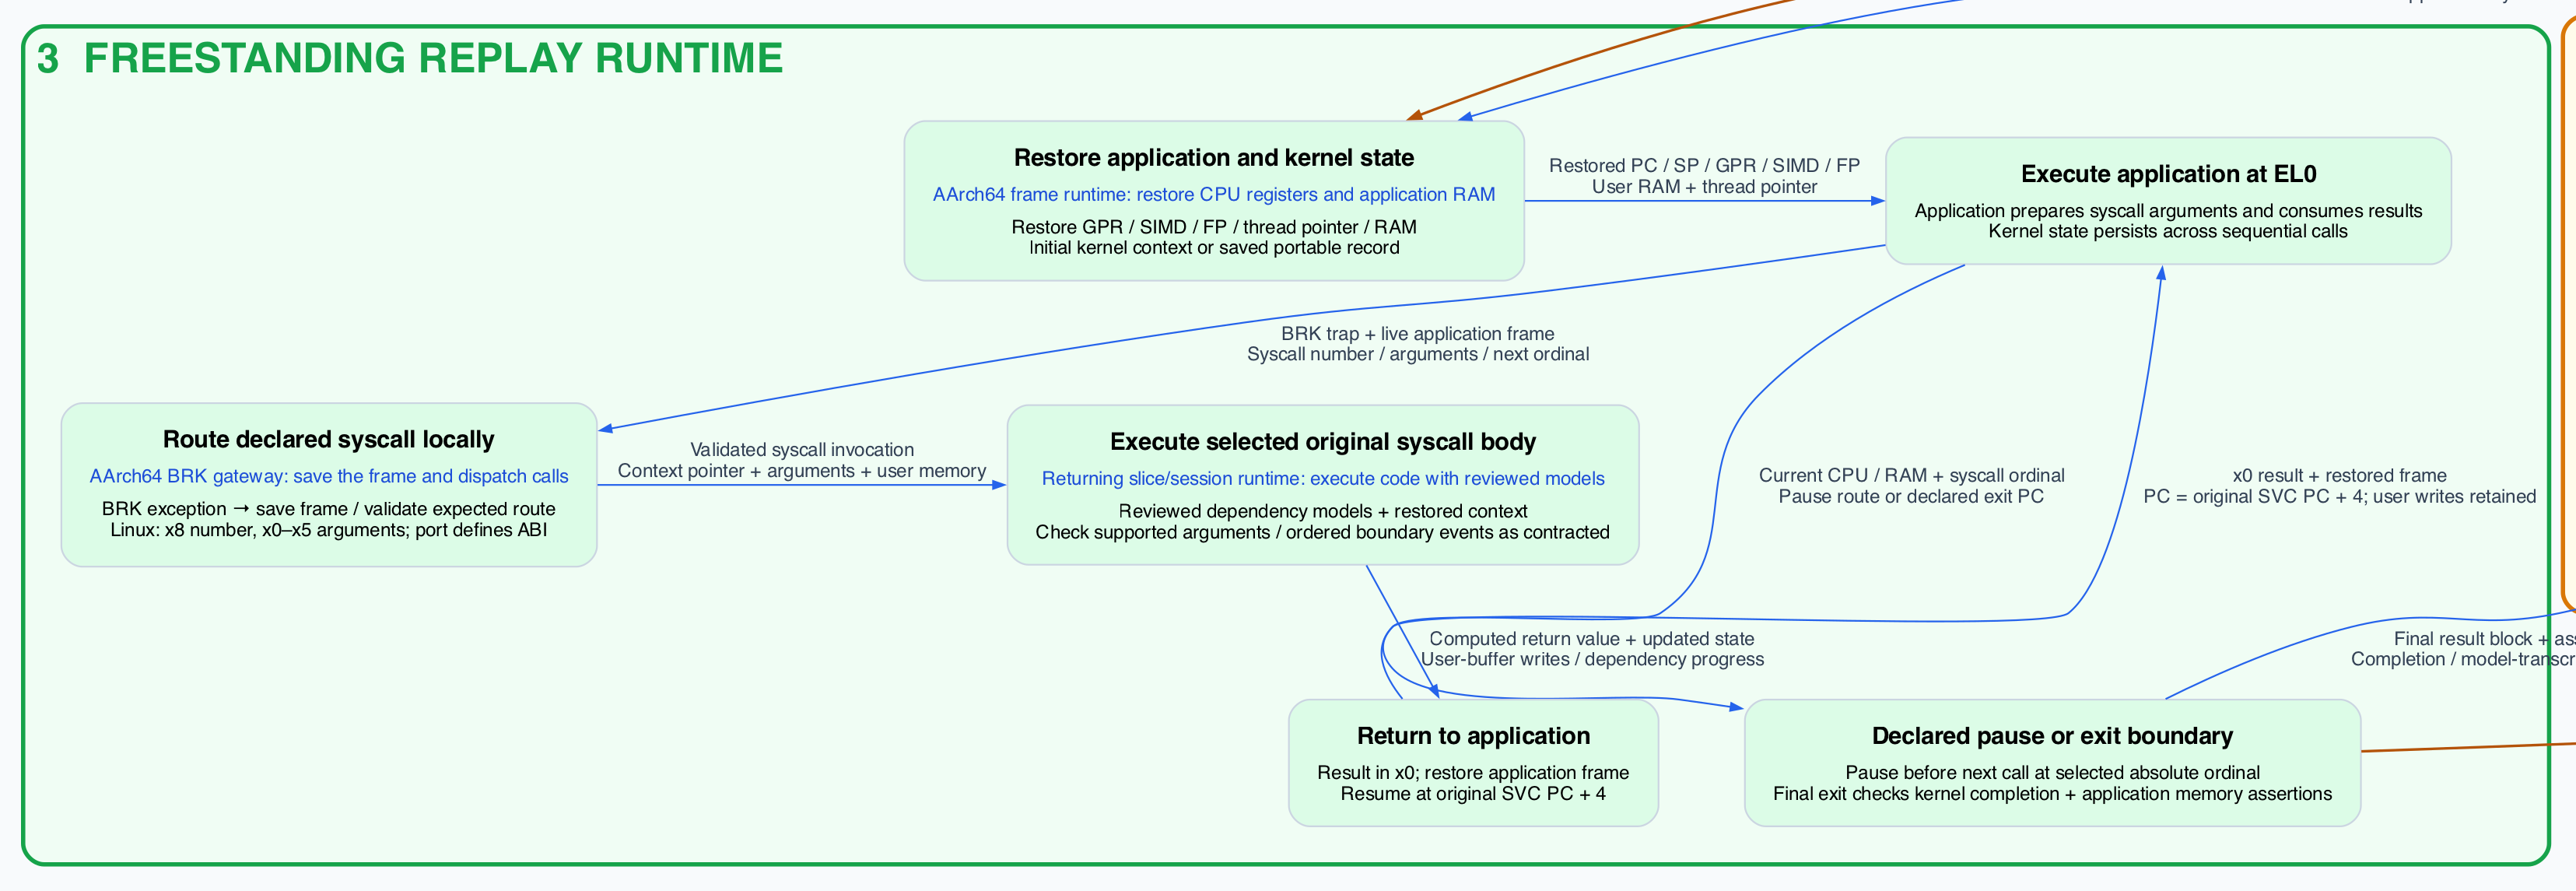 3 FREESTANDING REPLAY RUNTIME
Restore application and kernel state
AArch64 frame runtime: restore CPU registers and application RAM
Restore GPR / SIMD / FP / thread pointer / RAM
Initial kernel context or saved portable record
Restored PC / SP / GPR / SIMD / FP
User RAM + thread pointer
Execute application at EL0
Application prepares syscall arguments and consumes results
Kernel state persists across sequential calls
BRK trap + live application frame
Syscall number / arguments / next ordinal
Route declared syscall locally
AArch64 BRK gateway: save the frame and dispatch calls
BRK exception → save frame / validate expected route
Linux: x8 number, x0–x5 arguments; port defines ABI
Validated syscall invocation
Context pointer + arguments + user memory
Execute selected original syscall body
Returning slice/session runtime: execute code with reviewed models
Reviewed dependency models + restored context
Check supported arguments / ordered boundary events as contracted
Current CPU / RAM + syscall ordinal
Pause route or declared exit PC
x0 result + restored frame
PC = original SVC PC + 4; user writes retained
Computed return value + updated state
User-buffer writes / dependency progress
Final result block +
Completion /
Return to application
Result in x0; restore application frame
Resume at original SVC PC + 4
Declared pause or exit boundary
Pause before next call at selected absolute ordinal
Final exit checks kernel completion + application memory assertions